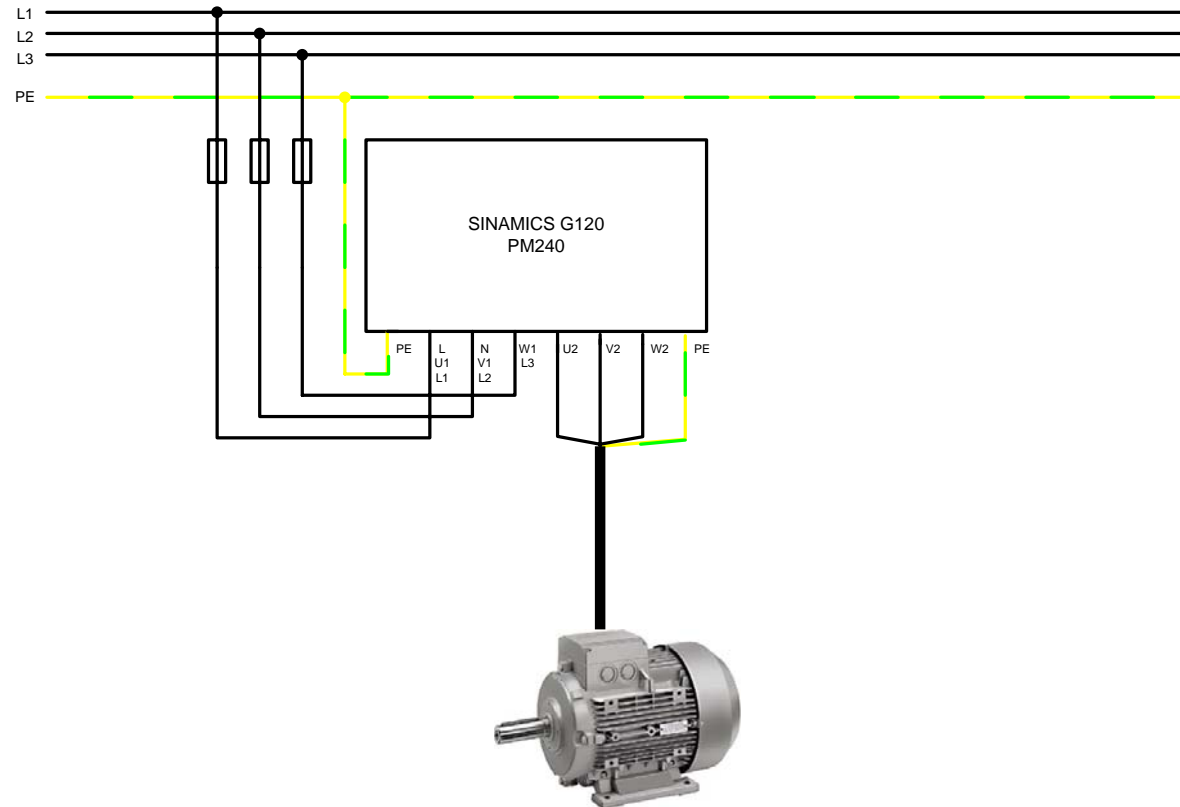 L1
L2
L3
PE
SINAMICS G120
PM240
PE L N W1 U2 V2 W2 PE
U1 V1 L3
L1 L2